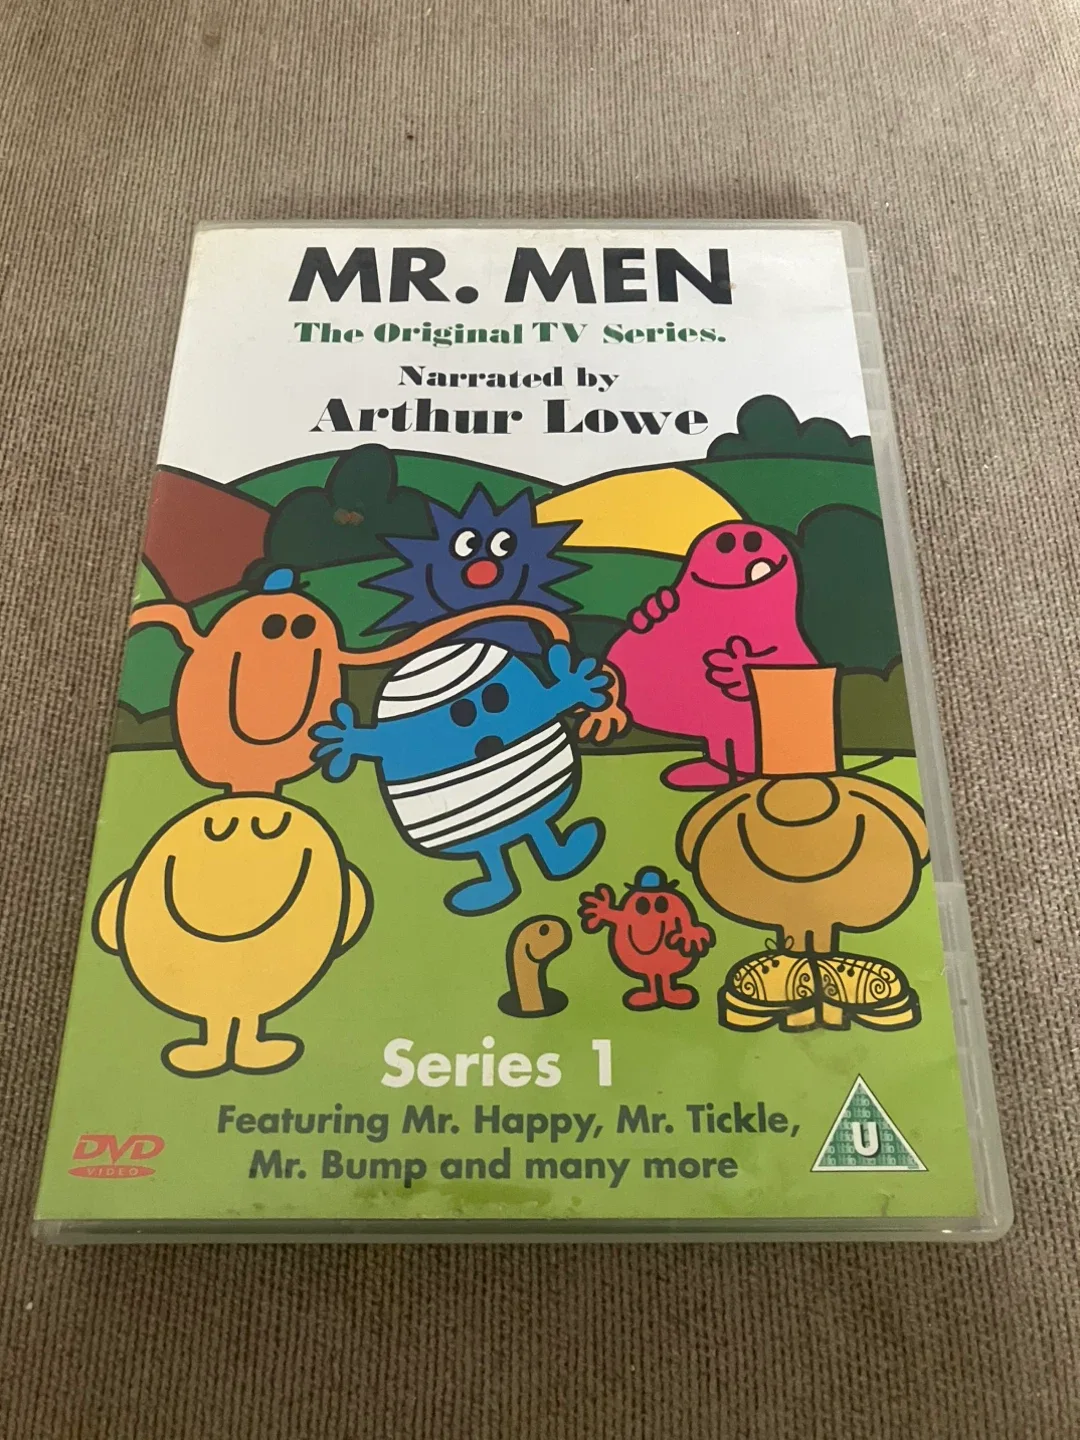 MR. MEN
The Original TV Series.
Narrated by
Arthur Lowe
Series 1
Featuring Mr. Happy, Mr. Tickle,
Mr. Bump and many more
DVD
VIDEO
U